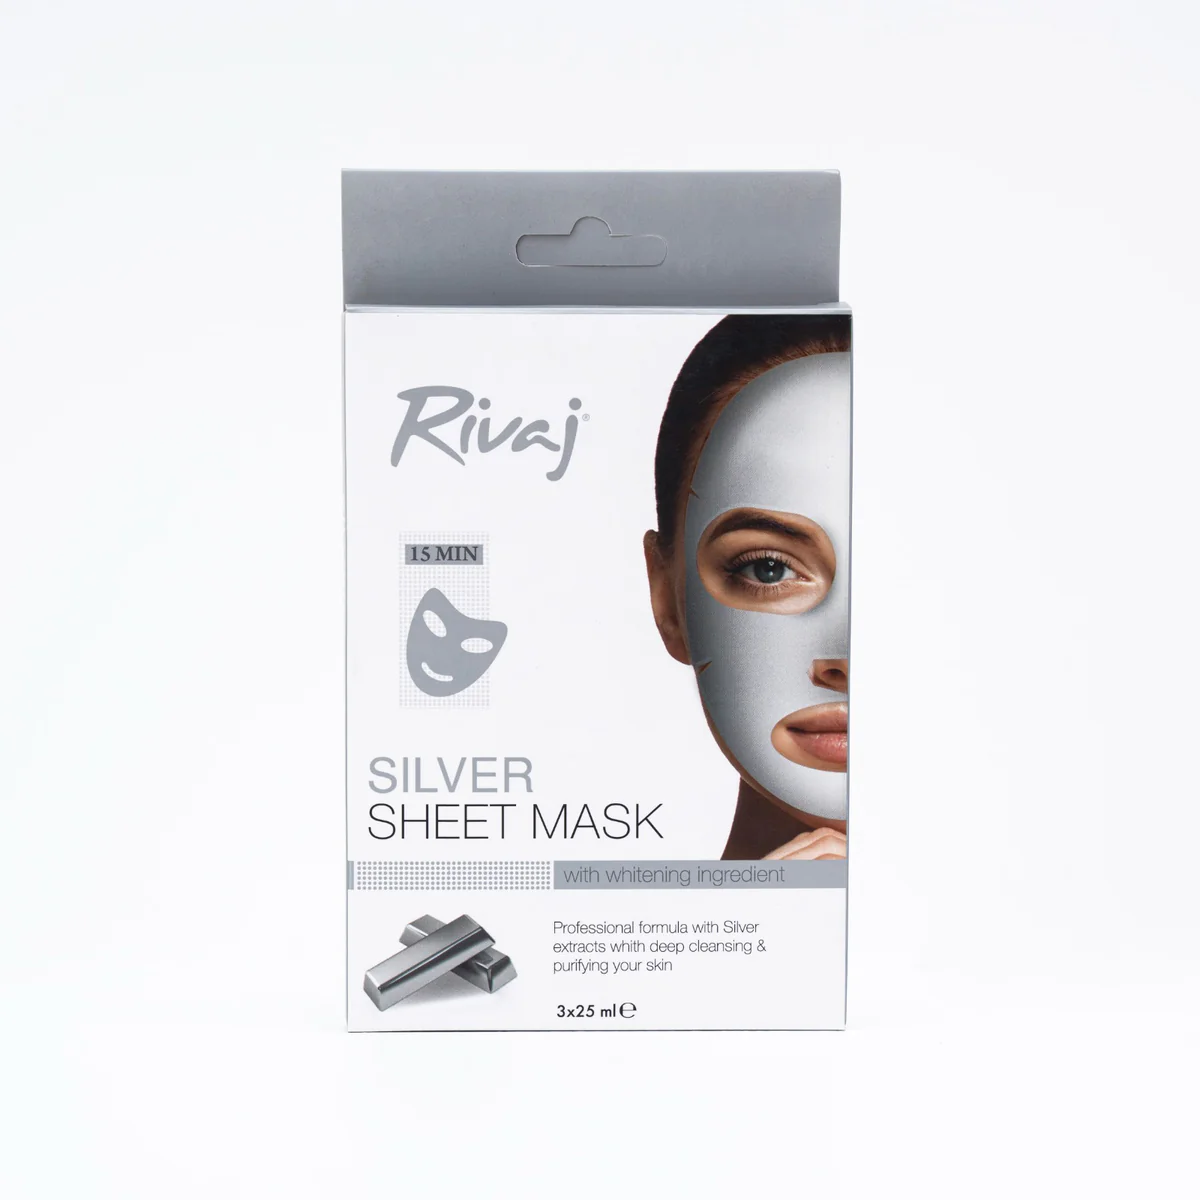 Rivaj®
15 MIN
SILVER
SHEET MASK
with whitening ingredient
Professional formula with Silver
extracts whith deep cleansing &
purifying your skin
3x25 ml ℮